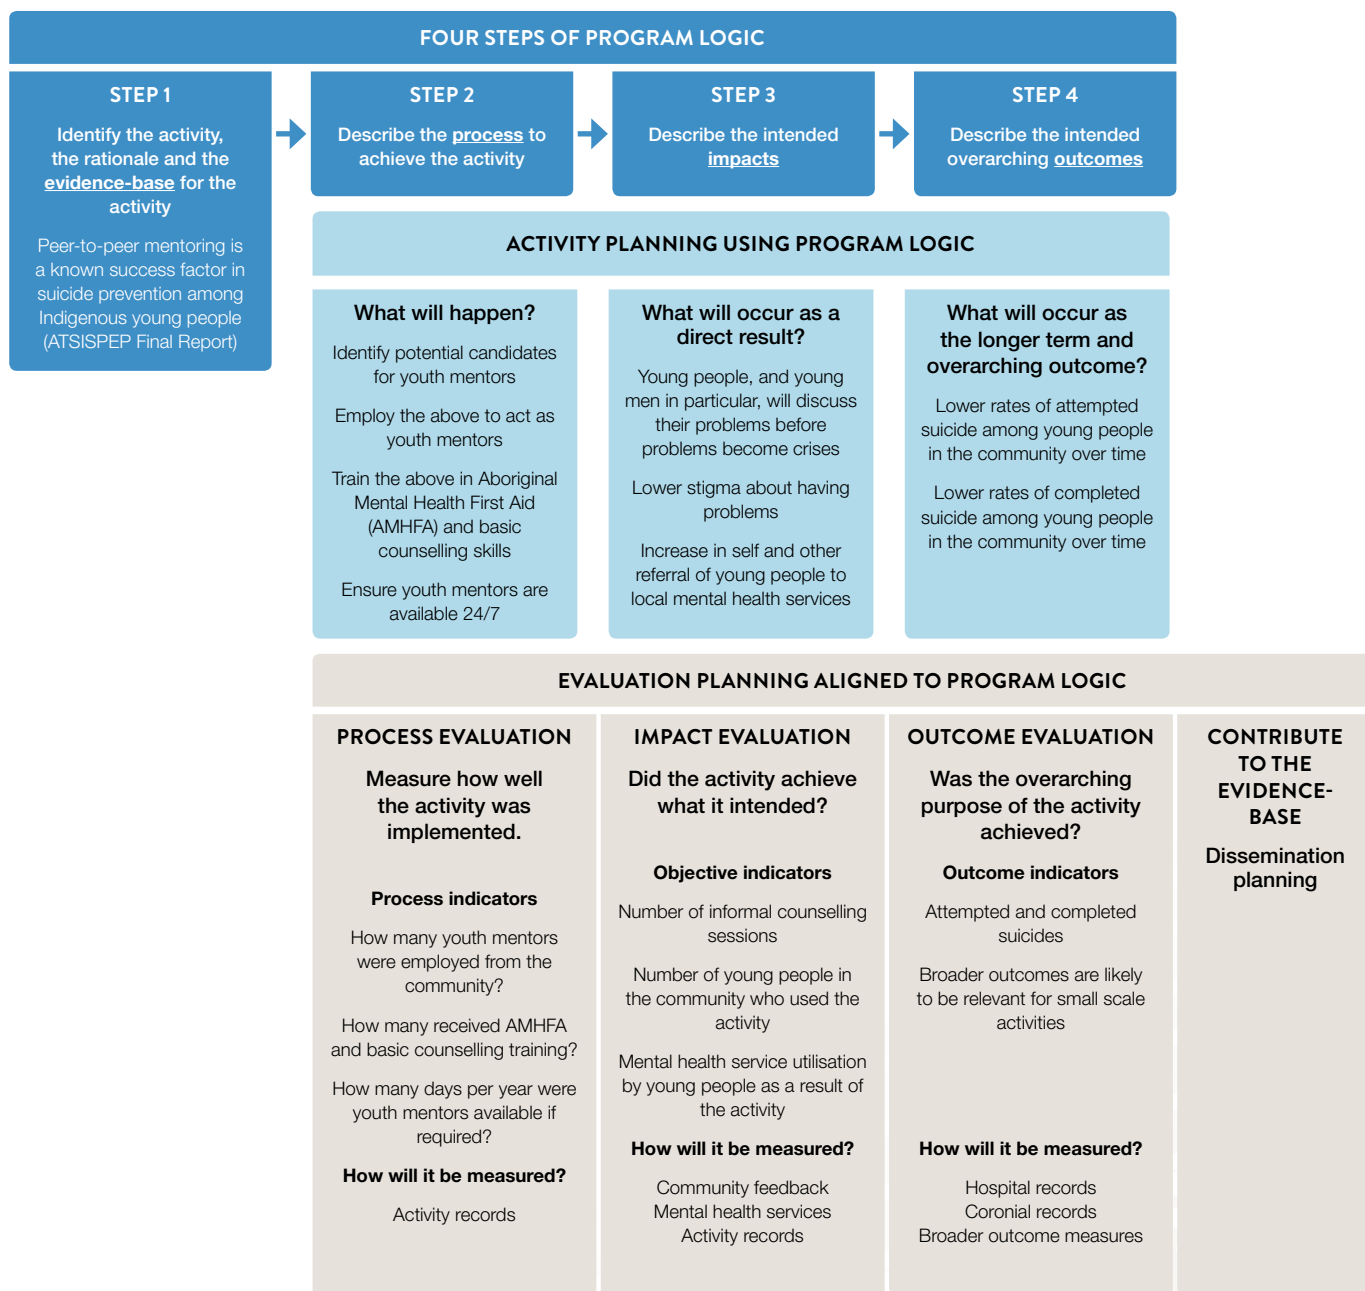 FOUR STEPS OF PROGRAM LOGIC
STEP 1
Identify the activity,
the rationale and the
evidence-base for the
activity
Peer-to-peer mentoring is
a known success factor in
suicide prevention among
Indigenous young people
(ATSISPEP Final Report)
STEP 2
Describe the process to
achieve the activity
STEP 3
Describe the intended
impacts
STEP 4
Describe the intended
overarching outcomes
ACTIVITY PLANNING USING PROGRAM LOGIC
What will happen?
Identify potential candidates
for youth mentors
Employ the above to act as
youth mentors
Train the above in Aboriginal
Mental Health First Aid
(AMHFA) and basic
counselling skills
Ensure youth mentors are
available 24/7
What will occur as a
direct result?
Young people, and young
men in particular, will discuss
their problems before
problems become crises
Lower stigma about having
problems
Increase in self and other
referral of young people to
local mental health services
What will occur as
the longer term and
overarching outcome?
Lower rates of attempted
suicide among young people
in the community over time
Lower rates of completed
suicide among young people
in the community over time
EVALUATION PLANNING ALIGNED TO PROGRAM LOGIC
PROCESS EVALUATION
Measure how well
the activity was
implemented.
Process indicators
How many youth mentors
were employed from the
community?
How many received AMHFA
and basic counselling training?
How many days per year were
youth mentors available if
required?
How will it be measured?
Activity records
IMPACT EVALUATION
Did the activity achieve
what it intended?
Objective indicators
Number of informal counselling
sessions
Number of young people in
the community who used the
activity
Mental health service utilisation
by young people as a result of
the activity
How will it be measured?
Community feedback
Mental health services
Activity records
OUTCOME EVALUATION
Was the overarching
purpose of the activity
achieved?
Outcome indicators
Attempted and completed
suicides
Broader outcomes are likely
to be relevant for small scale
activities
How will it be measured?
Hospital records
Coronial records
Broader outcome measures
CONTRIBUTE
TO THE
EVIDENCE-
BASE
Dissemination
planning